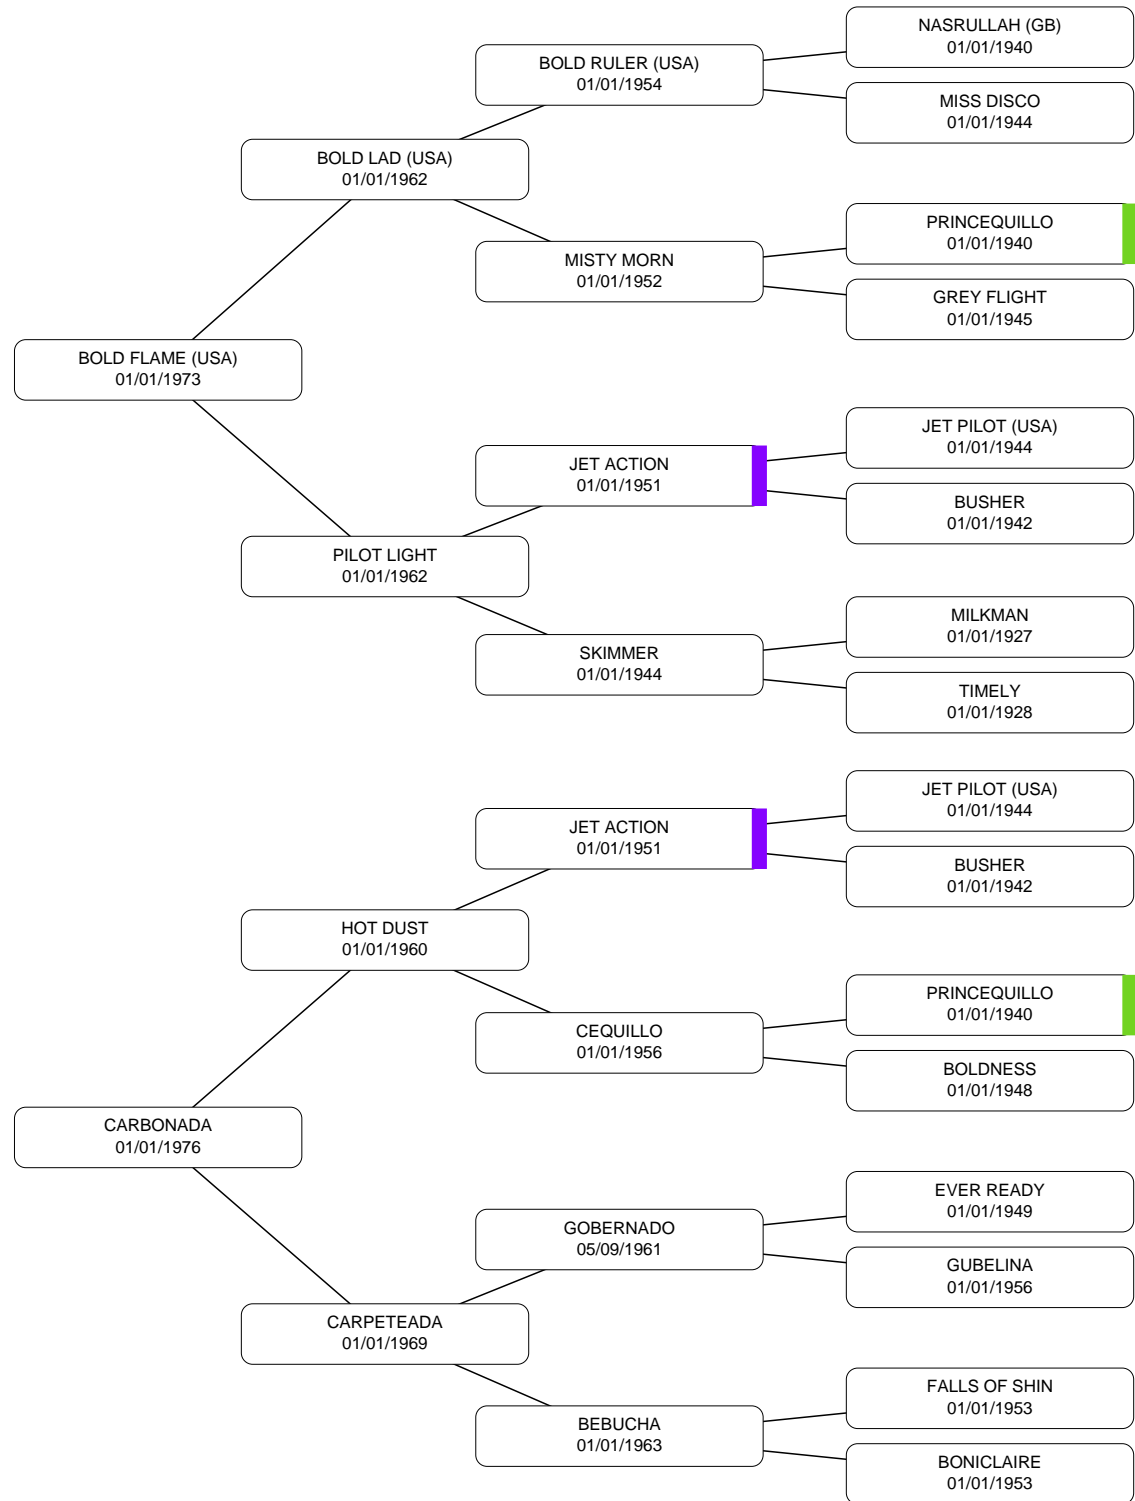 NASRULLAH (GB)
01/01/1940
BOLD RULER (USA)
01/01/1954
MISS DISCO
01/01/1944
BOLD LAD (USA)
01/01/1962
PRINCEQUILLO
01/01/1940
MISTY MORN
01/01/1952
GREY FLIGHT
01/01/1945
BOLD FLAME (USA)
01/01/1973
JET PILOT (USA)
01/01/1944
JET ACTION
01/01/1951
BUSHER
01/01/1942
PILOT LIGHT
01/01/1962
MILKMAN
01/01/1927
SKIMMER
01/01/1944
TIMELY
01/01/1928
JET PILOT (USA)
01/01/1944
JET ACTION
01/01/1951
BUSHER
01/01/1942
HOT DUST
01/01/1960
PRINCEQUILLO
01/01/1940
CEQUILLO
01/01/1956
BOLDNESS
01/01/1948
CARBONADA
01/01/1976
EVER READY
01/01/1949
GOBERNADO
05/09/1961
GUBELINA
01/01/1956
CARPETEADA
01/01/1969
FALLS OF SHIN
01/01/1953
BEBUCHA
01/01/1963
BONICLAIRE
01/01/1953